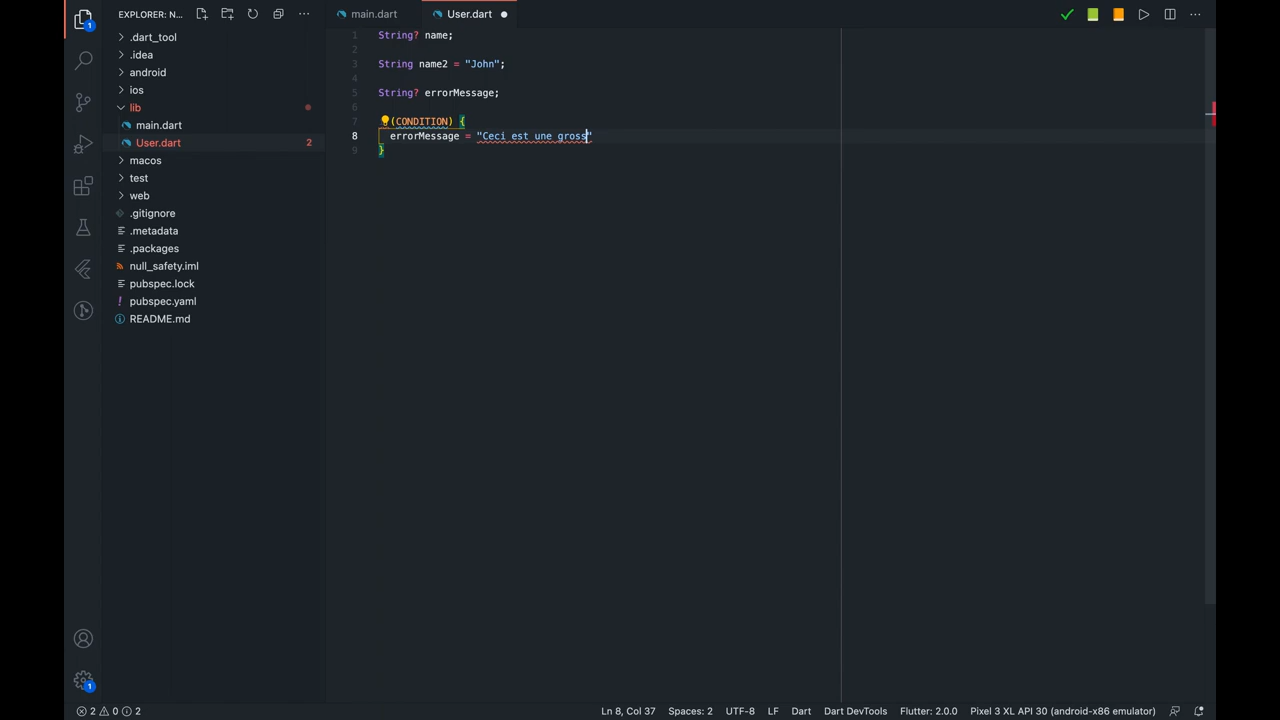 EXPLORER: N...
main.dart
User.dart
.dart_tool
.idea
android
ios
lib
main.dart
User.dart
2
macos
test
web
.gitignore
.metadata
.packages
null_safety.iml
pubspec.lock
pubspec.yaml
README.md
1
1
1 String? name;
2
3 String name2 = "John";
4
5 String? errorMessage;
6
7 (CONDITION) {
8 errorMessage = "Ceci est une gross"
9 }
2 0 2
Ln 8, Col 37
Spaces: 2
UTF-8
LF
Dart
Dart DevTools
Flutter: 2.0.0
Pixel 3 XL API 30 (android-x86 emulator)